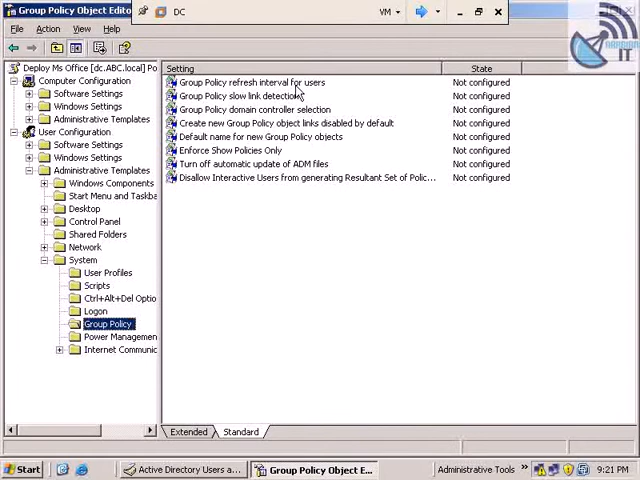 Group Policy Object Edito
DC
VM
File Action View Help
IT
Deploy Ms Office [dc.ABC.local] Po
Computer Configuration
Software Settings
Windows Settings
Administrative Templates
User Configuration
Software Settings
Windows Settings
Administrative Templates
Windows Components
Start Menu and Taskba
Desktop
Control Panel
Shared Folders
Network
System
User Profiles
Scripts
Ctrl+Alt+Del Optio
Logon
Group Policy
Power Managemen
Internet Communic
Setting State
Group Policy refresh interval for users Not configured
Group Policy slow link detection Not configured
Group Policy domain controller selection Not configured
Create new Group Policy object links disabled by default Not configured
Default name for new Group Policy objects Not configured
Enforce Show Policies Only Not configured
Turn off automatic update of ADM files Not configured
Disallow Interactive Users from generating Resultant Set of Polic... Not configured
Extended Standard
Start Active Directory Users a... Group Policy Object E... Administrative Tools » 9:21 PM